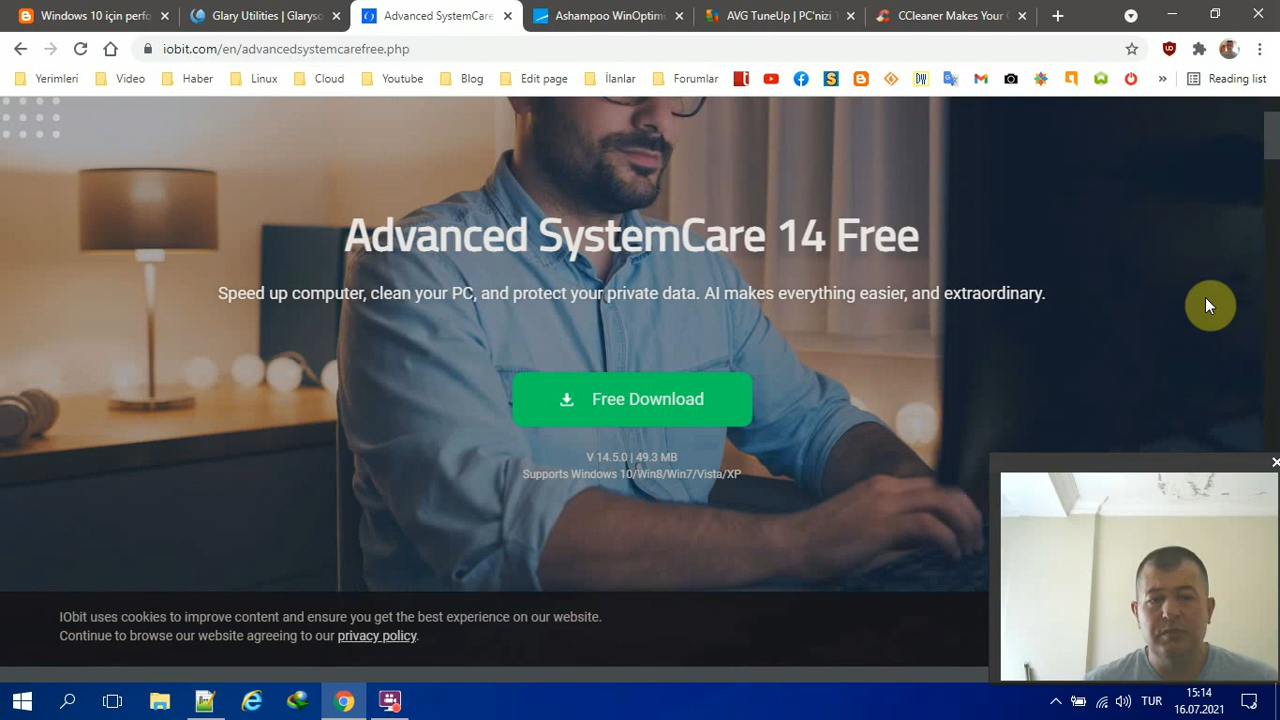 Windows 10 için perfo
Glary Utilities | Glaryso
Advanced SystemCare
Ashampoo WinOptimi
AVG TuneUp | PC'nizi T
CCleaner Makes Your C
iobit.com/en/advancedsystemcarefree.php
Yerimleri
Video
Haber
Linux
Cloud
Youtube
Blog
Edit page
İlanlar
Forumlar
Reading list
Advanced SystemCare 14 Free
Speed up computer, clean your PC, and protect your private data. AI makes everything easier, and extraordinary.
Free Download
V 14.5.0 | 49.3 MB
Supports Windows 10/Win8/Win7/Vista/XP
IObit uses cookies to improve content and ensure you get the best experience on our website.
Continue to browse our website agreeing to our privacy policy.
TUR
15:14
16.07.2021